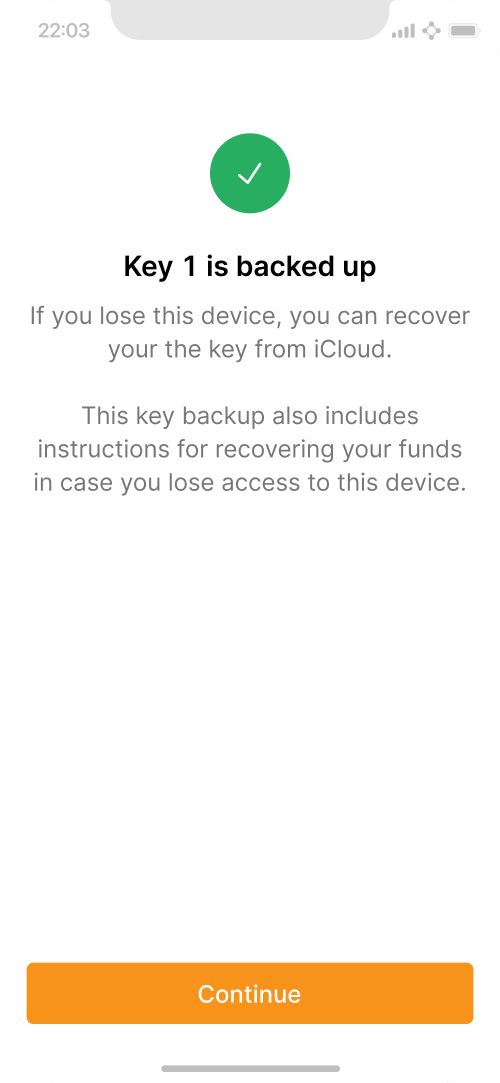 22:03
Key 1 is backed up
If you lose this device, you can recover
your the key from iCloud.
This key backup also includes
instructions for recovering your funds
in case you lose access to this device.
Continue